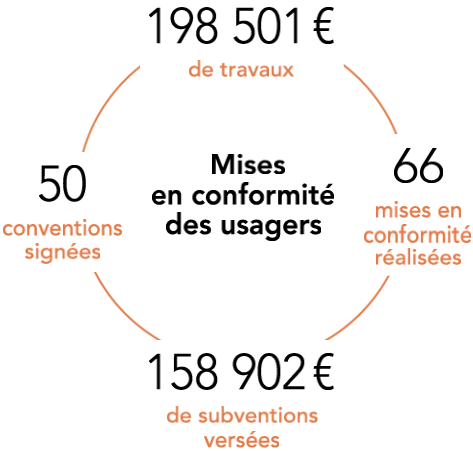 198 501 €
de travaux
Mises
en conformité
des usagers
50
conventions
signées
66
mises en
conformité
réalisées
158 902 €
de subventions
versées